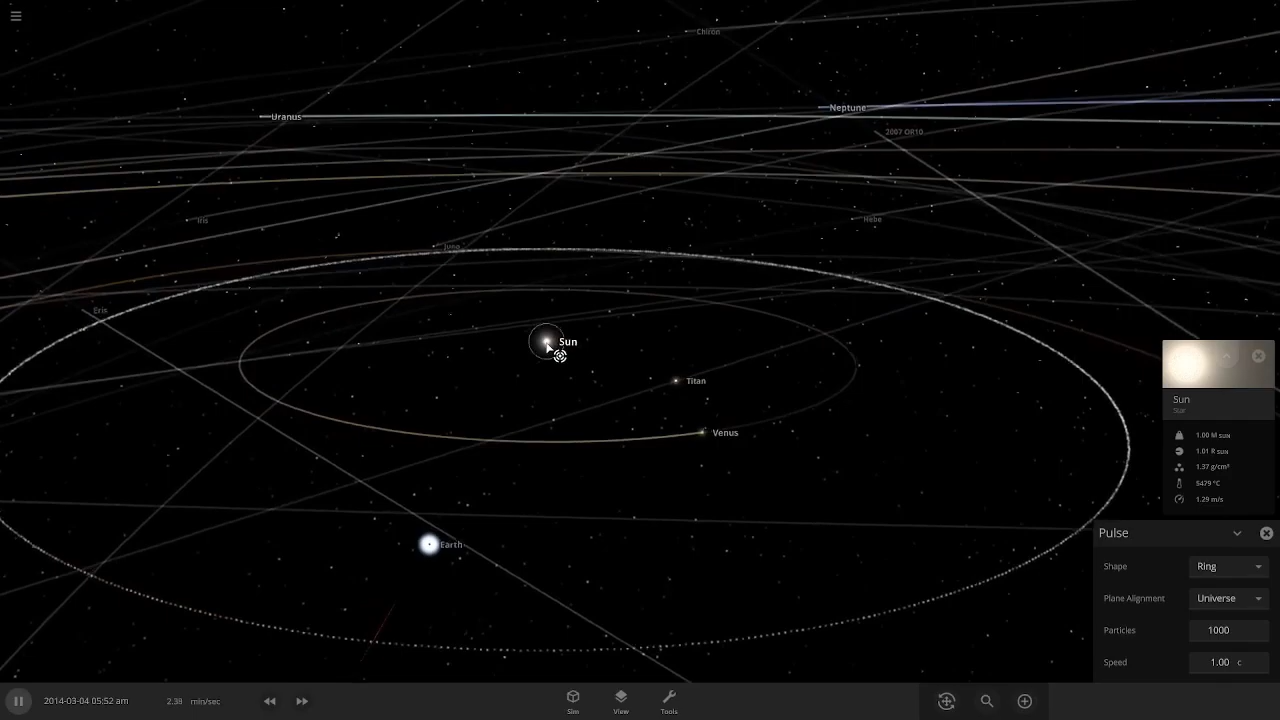 Chiron
Uranus
Neptune
2007 OR10
Iris
Hebe
Juno
Eris
Sun
Titan
Venus
Earth
Sun
Star
1.00 M sun
1.01 R sun
1.37 g/cm³
5479 °C
1.29 m/s
Pulse
Shape Ring
Plane Alignment Universe
Particles 1000
Speed 1.00 c
2014-03-04 05:52 am 2.38 min/sec
Sim View Tools